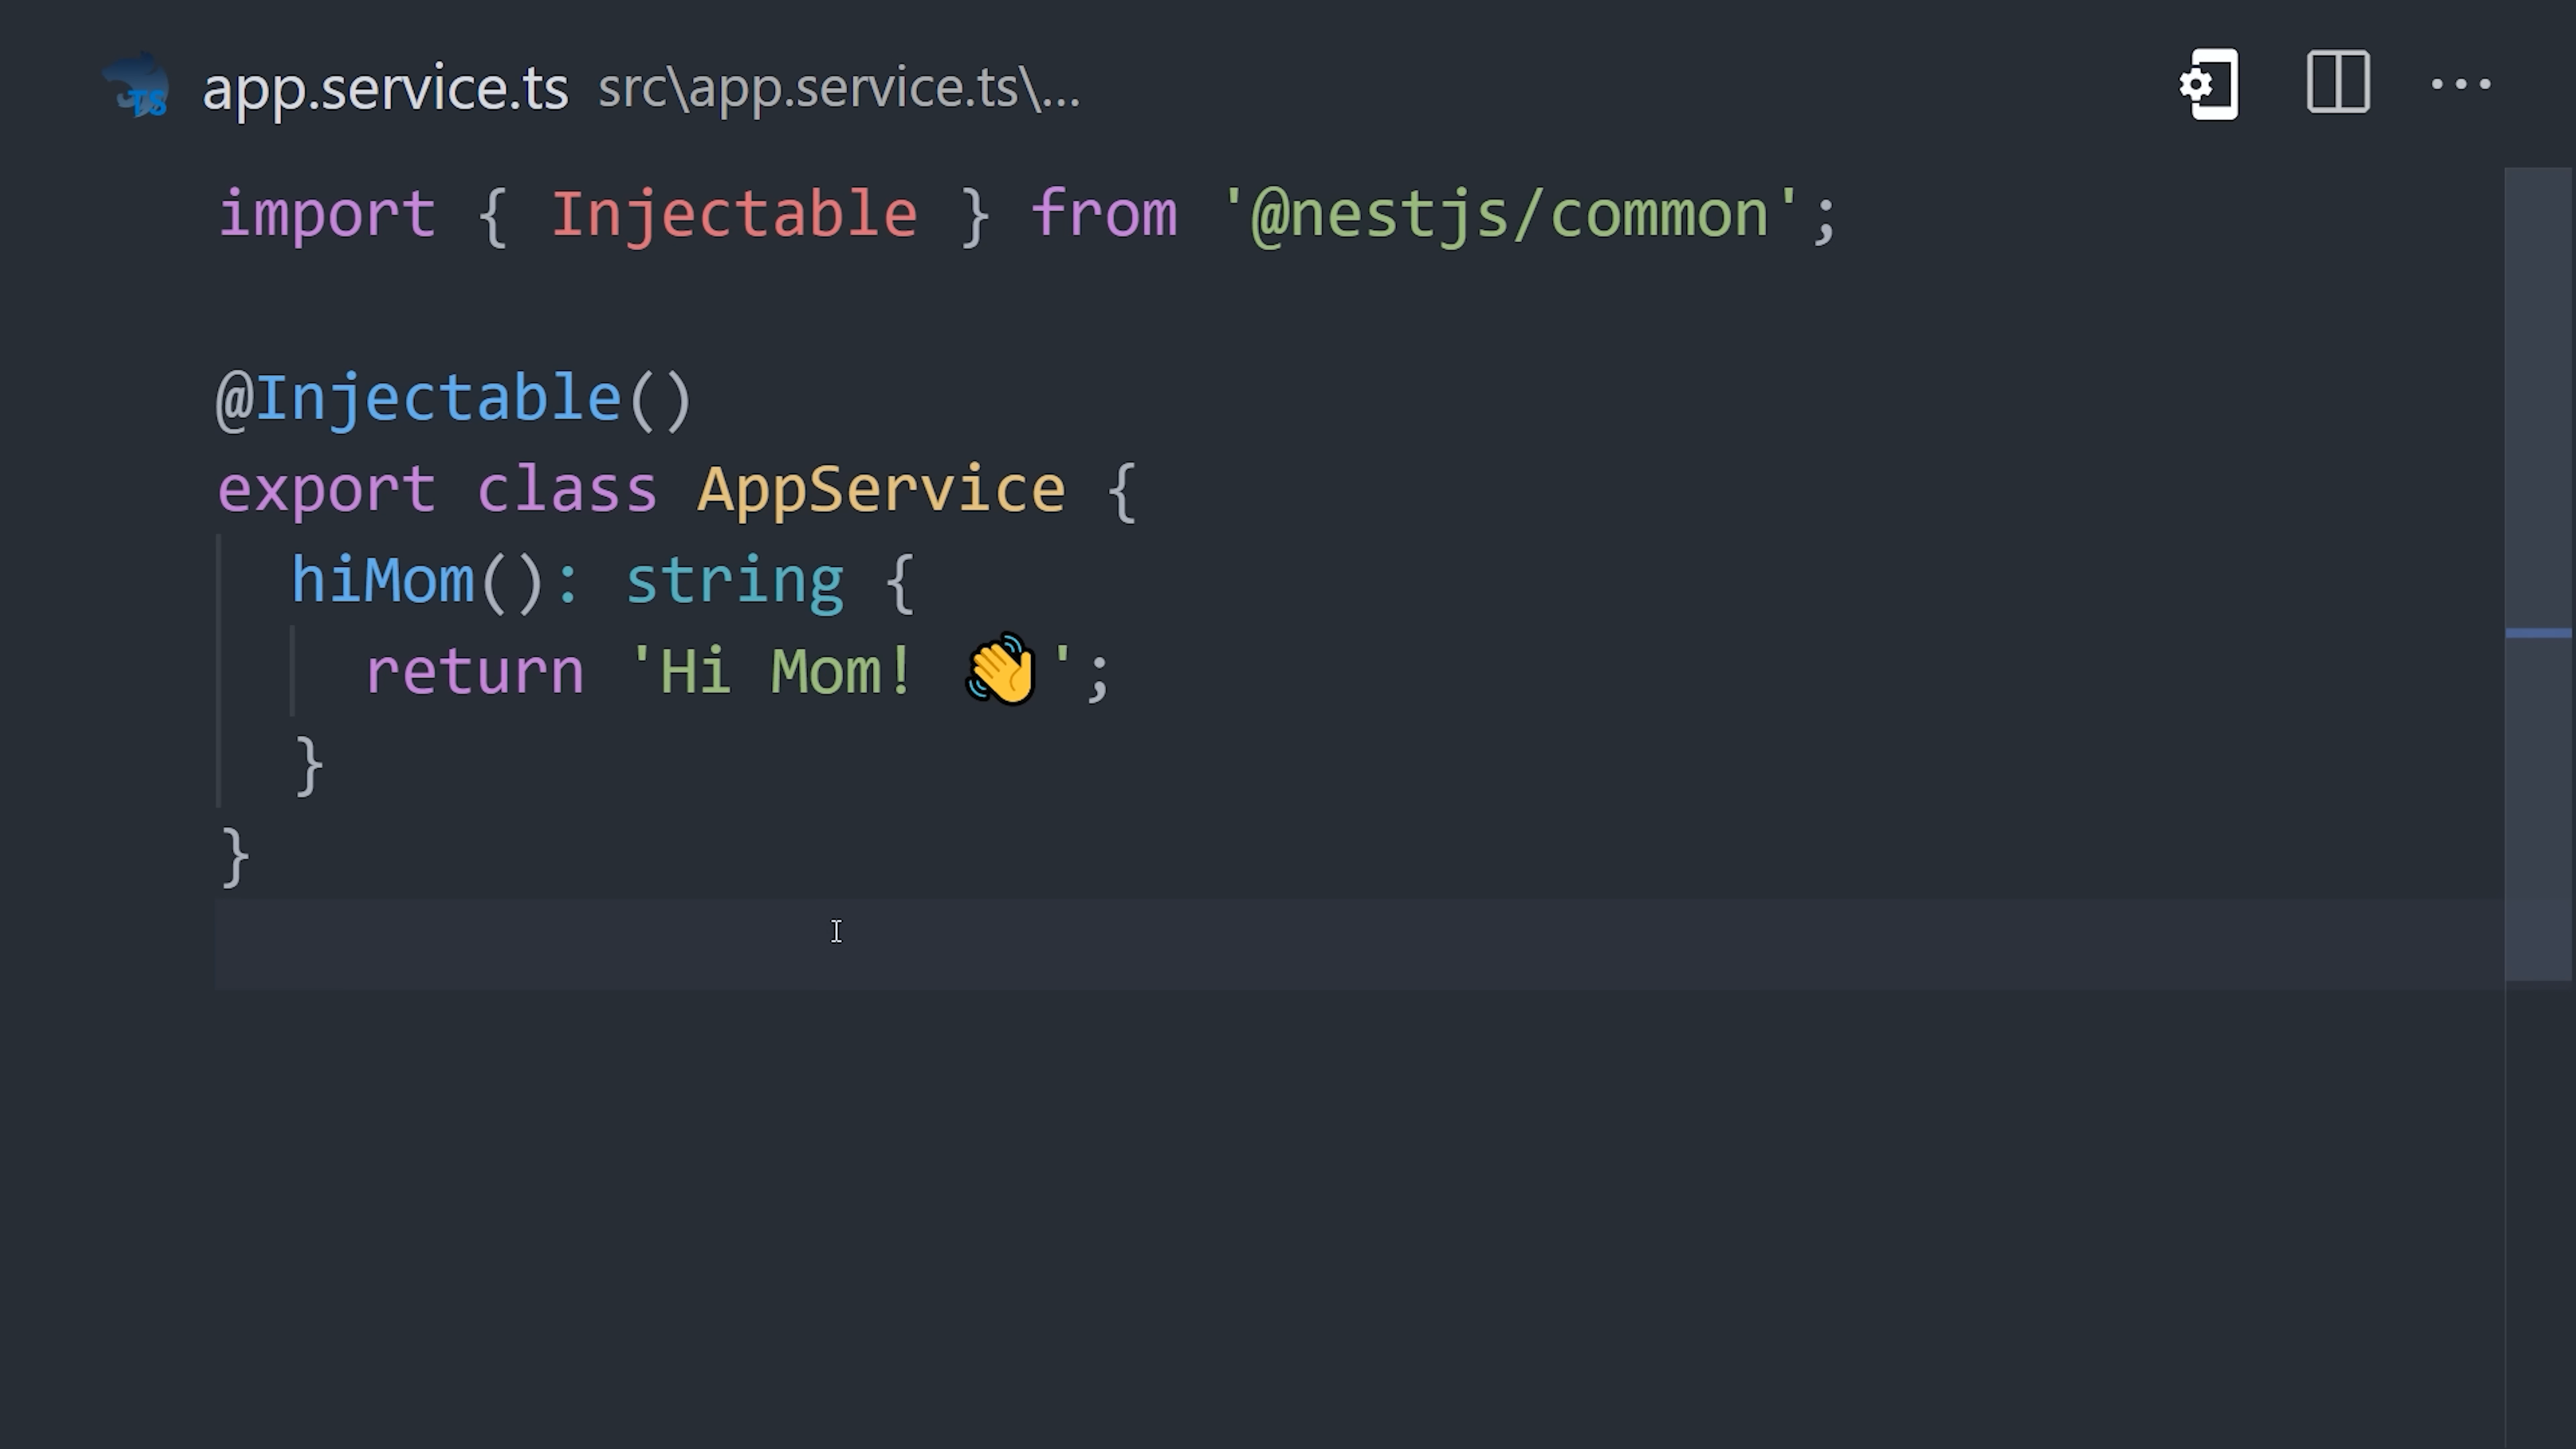 TS app.service.ts src\app.service.ts\...
import { Injectable } from '@nestjs/common';
@Injectable()
export class AppService {
hiMom(): string {
return 'Hi Mom! 👋';
}
}